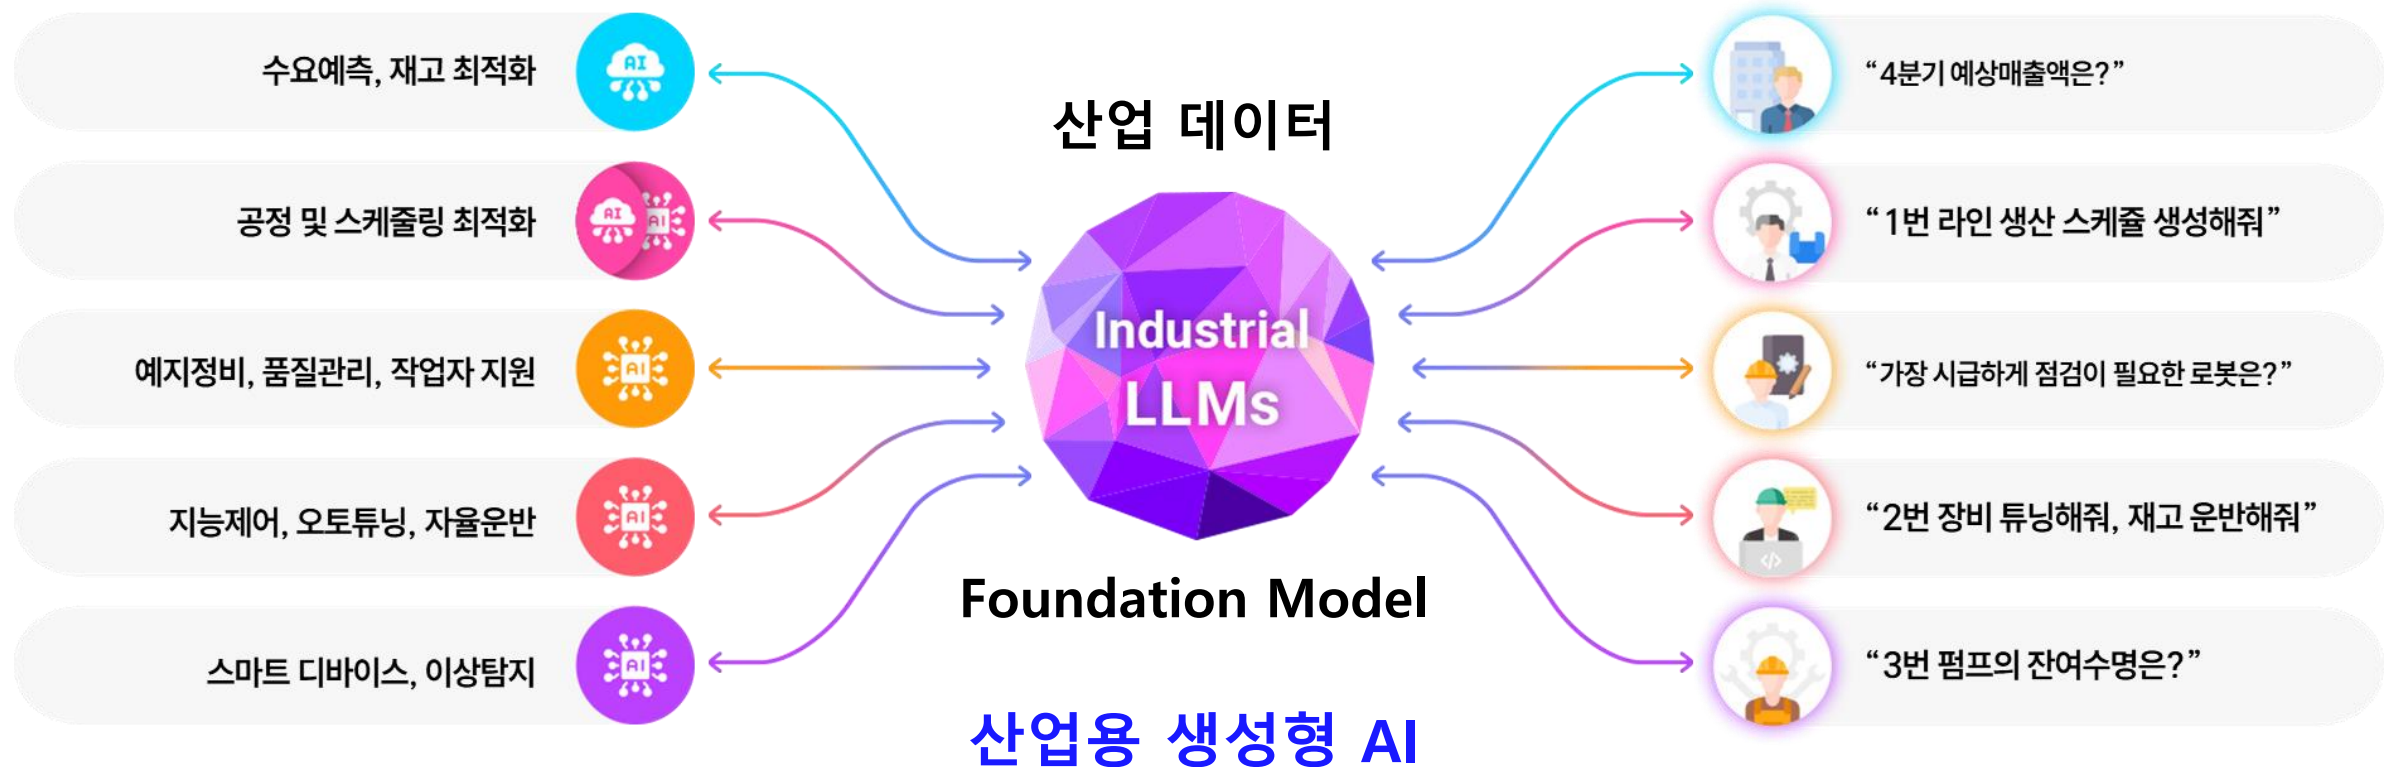 수요예측, 재고 최적화
공정 및 스케줄링 최적화
예지정비, 품질관리, 작업자 지원
지능제어, 오토튜닝, 자율운반
스마트 디바이스, 이상탐지
AI
AI
AI
AI
AI
AI
산업 데이터
Industrial
LLMs
Foundation Model
산업용 생성형 AI
“4분기 예상매출액은?”
“1번 라인 생산 스케쥴 생성해줘”
“가장 시급하게 점검이 필요한 로봇은?”
“2번 장비 튜닝해줘, 재고 운반해줘”
</>
“3번 펌프의 잔여수명은?”